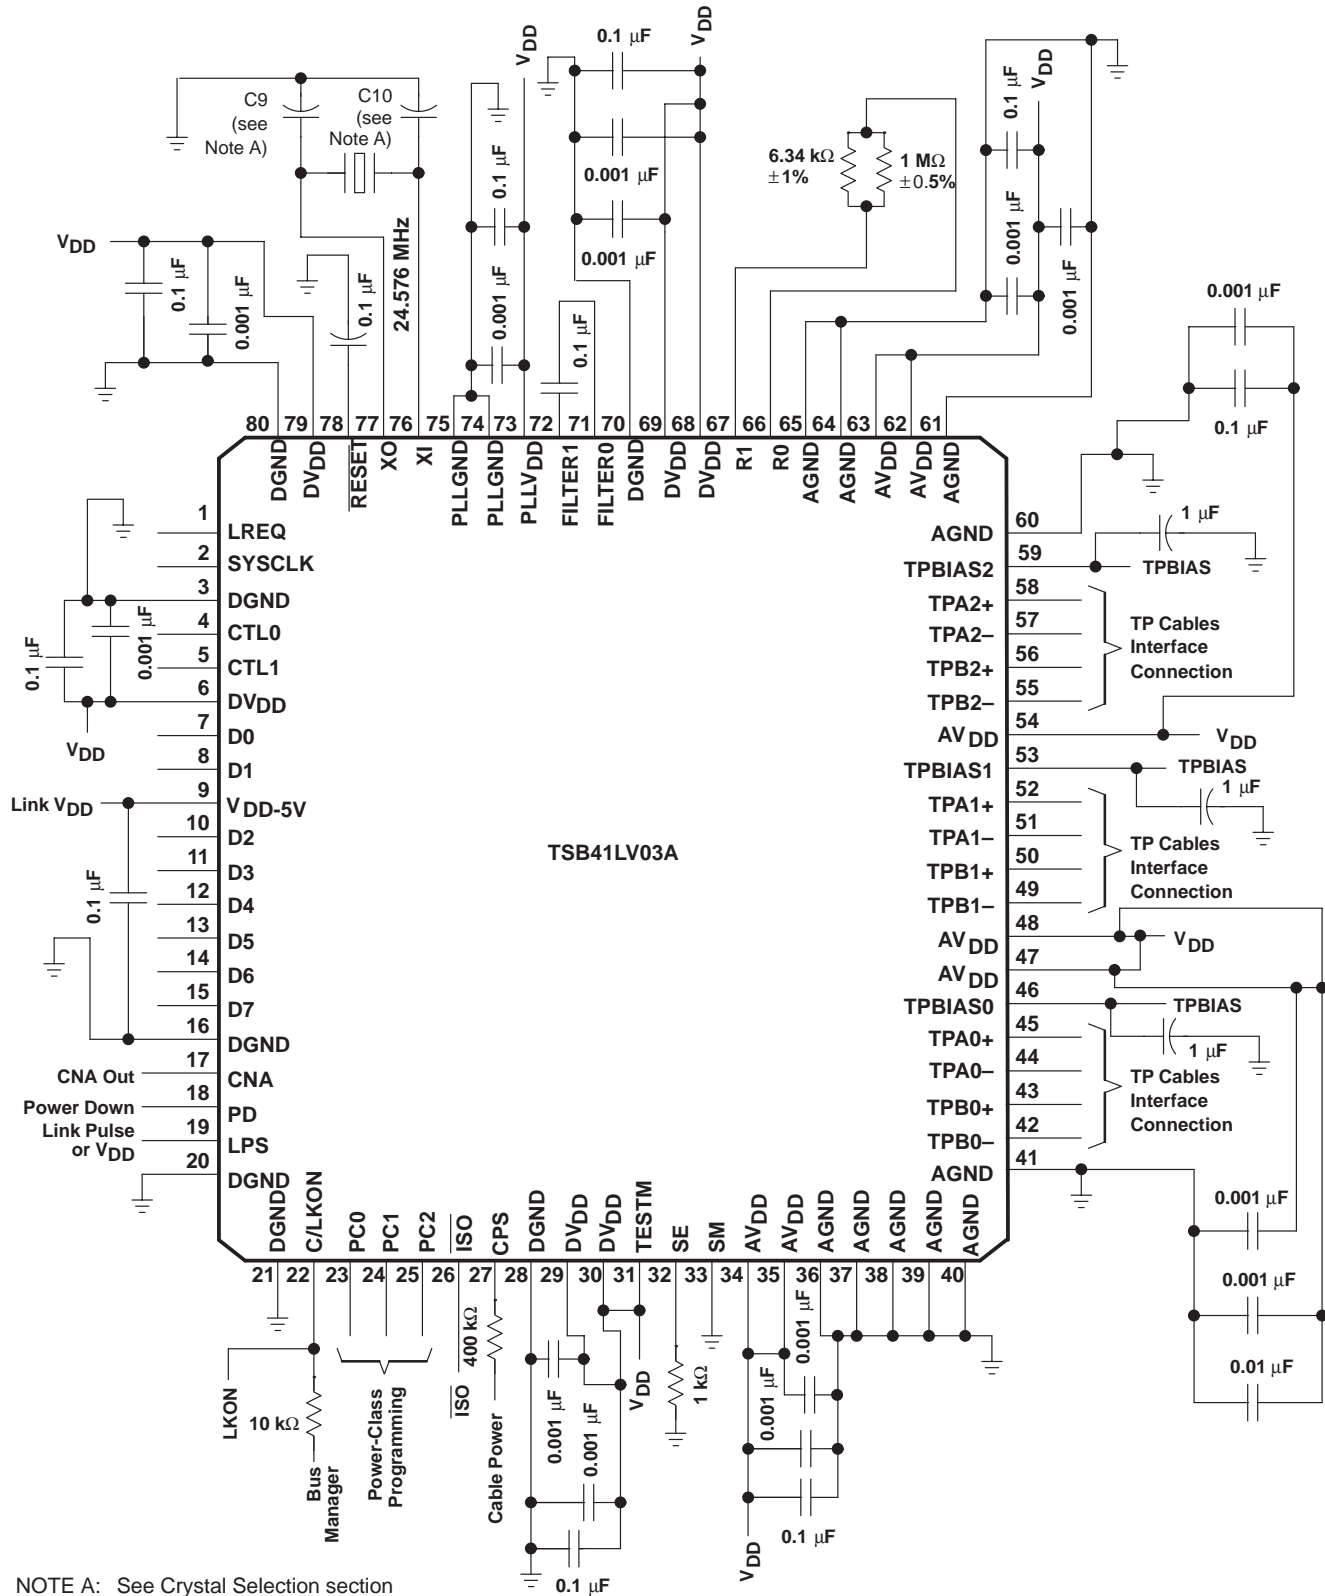 0.1 μF
VDD
VDD
C9
(see
Note A)
C10
(see
Note A)
0.1 μF
0.001 μF
0.001 μF
0.1 μF
0.001 μF
24.576 MHz
6.34 kΩ
±1%
1 MΩ
±0.5%
0.1 μF
VDD
0.001 μF
0.001 μF
VDD
0.1 μF
0.001 μF
0.1 μF
0.1 μF
0.001 μF
0.1 μF
80 79 78 77 76 75 74 73 72 71 70 69 68 67 66 65 64 63 62 61
DGND
DVDD
RESET
XO
XI
PLLGND
PLLGND
PLLVDD
FILTER1
FILTER0
DGND
DVDD
DVDD
R1
R0
AGND
AGND
AVDD
AVDD
AGND
1 LREQ
2 SYSCLK
3 DGND
4 CTL0
5 CTL1
6 DVDD
7 D0
8 D1
9 VDD-5V
10 D2
11 D3
12 D4
13 D5
14 D6
15 D7
16 DGND
17 CNA
18 PD
19 LPS
20 DGND
0.1 μF
0.001 μF
VDD
Link VDD
0.1 μF
CNA Out
Power Down
Link Pulse
or VDD
TSB41LV03A
AGND 60
TPBIAS2 59
TPA2+ 58
TPA2– 57
TPB2+ 56
TPB2– 55
AVDD 54
TPBIAS1 53
TPA1+ 52
TPA1– 51
TPB1+ 50
TPB1– 49
AVDD 48
AVDD 47
TPBIAS0 46
TPA0+ 45
TPA0– 44
TPB0+ 43
TPB0– 42
AGND 41
1 μF
TPBIAS
TP Cables
Interface
Connection
VDD
TPBIAS
1 μF
TP Cables
Interface
Connection
VDD
TPBIAS
1 μF
TP Cables
Interface
Connection
0.001 μF
0.001 μF
0.01 μF
DGND
C/LKON
PC0
PC1
PC2
ISO
CPS
DGND
DVDD
DVDD
TESTM
SE
SM
AVDD
AVDD
AGND
AGND
AGND
AGND
AGND
21 22 23 24 25 26 27 28 29 30 31 32 33 34 35 36 37 38 39 40
LKON
10 kΩ
Bus
Manager
Power-Class
Programming
ISO
400 kΩ
Cable Power
0.001 μF
0.001 μF
0.1 μF
VDD
1 kΩ
0.001 μF
0.001 μF
0.1 μF
VDD
NOTE A: See Crystal Selection section